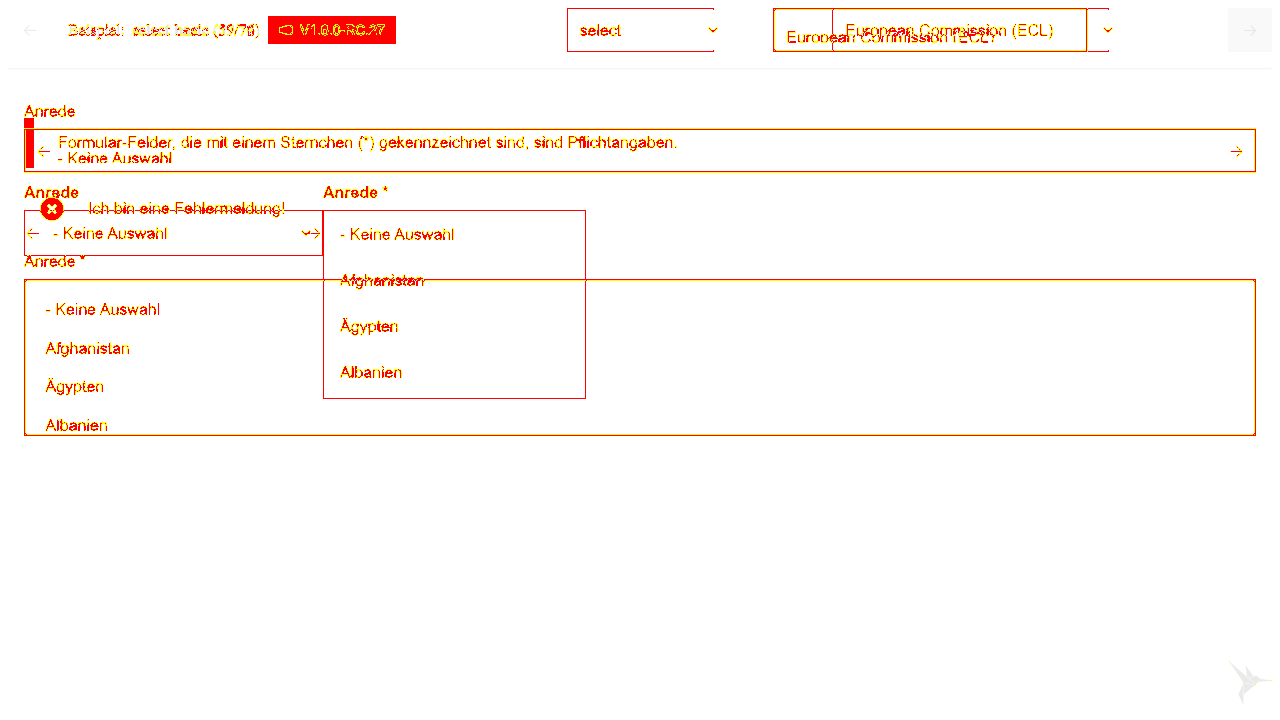 Beispiel: select basic (59/70) V1.0.0-RC.27 select European Commission (ECL)
European Commission (ECL)
Anrede
Formular-Felder, die mit einem Sternchen (*) gekennzeichnet sind, sind Pflichtangaben.
- Keine Auswahl
Anrede Anrede *
Ich bin eine Fehlermeldung!
- Keine Auswahl - Keine Auswahl
Anrede *
Afghanistan
- Keine Auswahl
Ägypten
Afghanistan
Albanien
Ägypten
Albanien